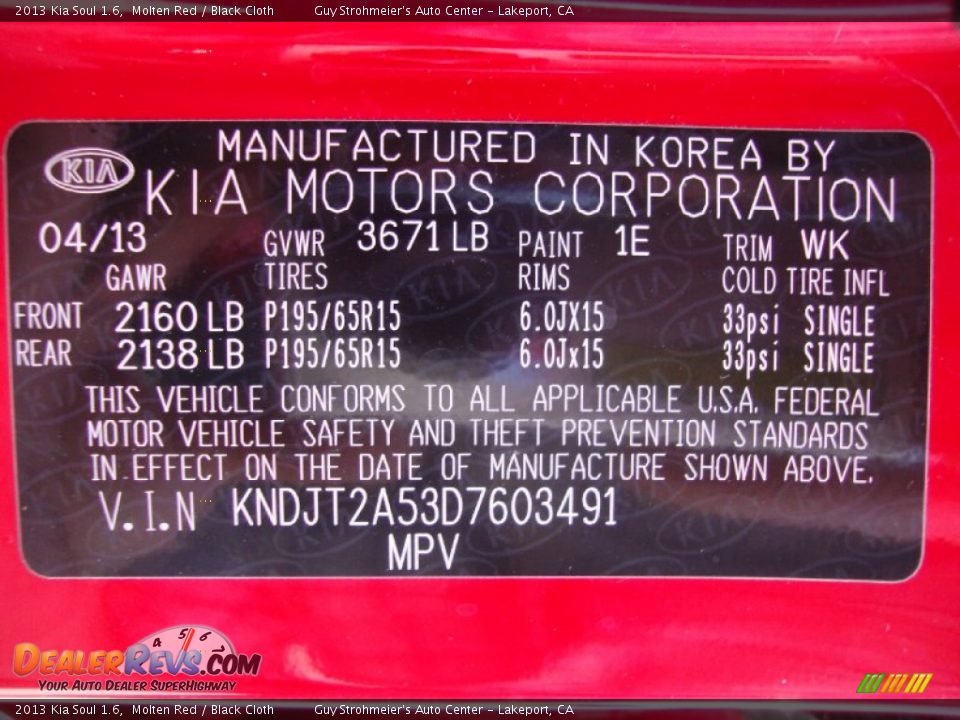 2013 Kia Soul 1.6, Molten Red / Black Cloth Guy Strohmeier's Auto Center - Lakeport, CA
MANUFACTURED IN KOREA BY
KIA KIA MOTORS CORPORATION
04/13 GVWR 3671 LB PAINT 1E TRIM WK
GAWR TIRES RIMS COLD TIRE INFL
FRONT 2160 LB P195/65R15 6.0JX15 33psi SINGLE
REAR 2138 LB P195/65R15 6.0Jx15 33psi SINGLE
THIS VEHICLE CONFORMS TO ALL APPLICABLE U.S.A. FEDERAL
MOTOR VEHICLE SAFETY AND THEFT PREVENTION STANDARDS
IN EFFECT ON THE DATE OF MANUFACTURE SHOWN ABOVE.
V.I.N KNDJT2A53D7603491
MPV
4 5 6
DEALERREVS.COM
YOUR AUTO DEALER SUPERHIGHWAY
2013 Kia Soul 1.6, Molten Red / Black Cloth Guy Strohmeier's Auto Center - Lakeport, CA